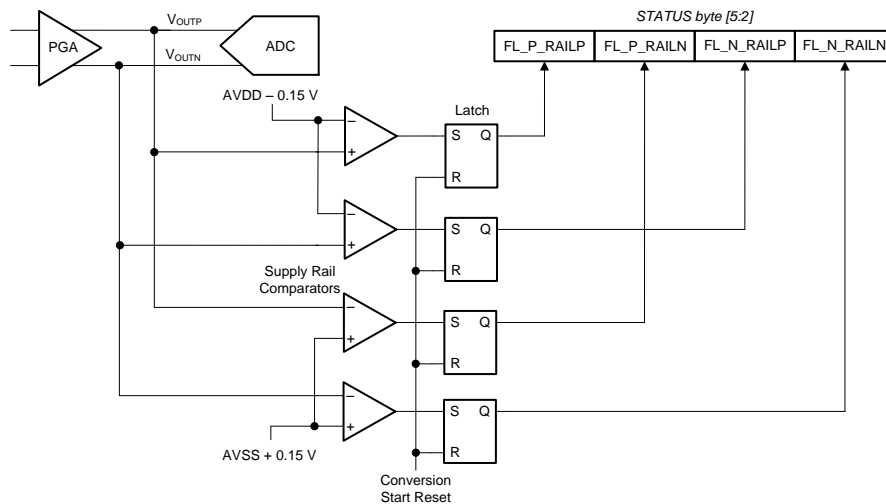 STATUS byte [5:2]
PGA
VOUTP
VOUTN
ADC
FL_P_RAILP FL_P_RAILN FL_N_RAILP FL_N_RAILN
AVDD – 0.15 V
Latch
–
+
S Q
R
–
+
S Q
R
Supply Rail
Comparators
–
+
S Q
R
–
+
S Q
R
AVSS + 0.15 V
Conversion
Start Reset